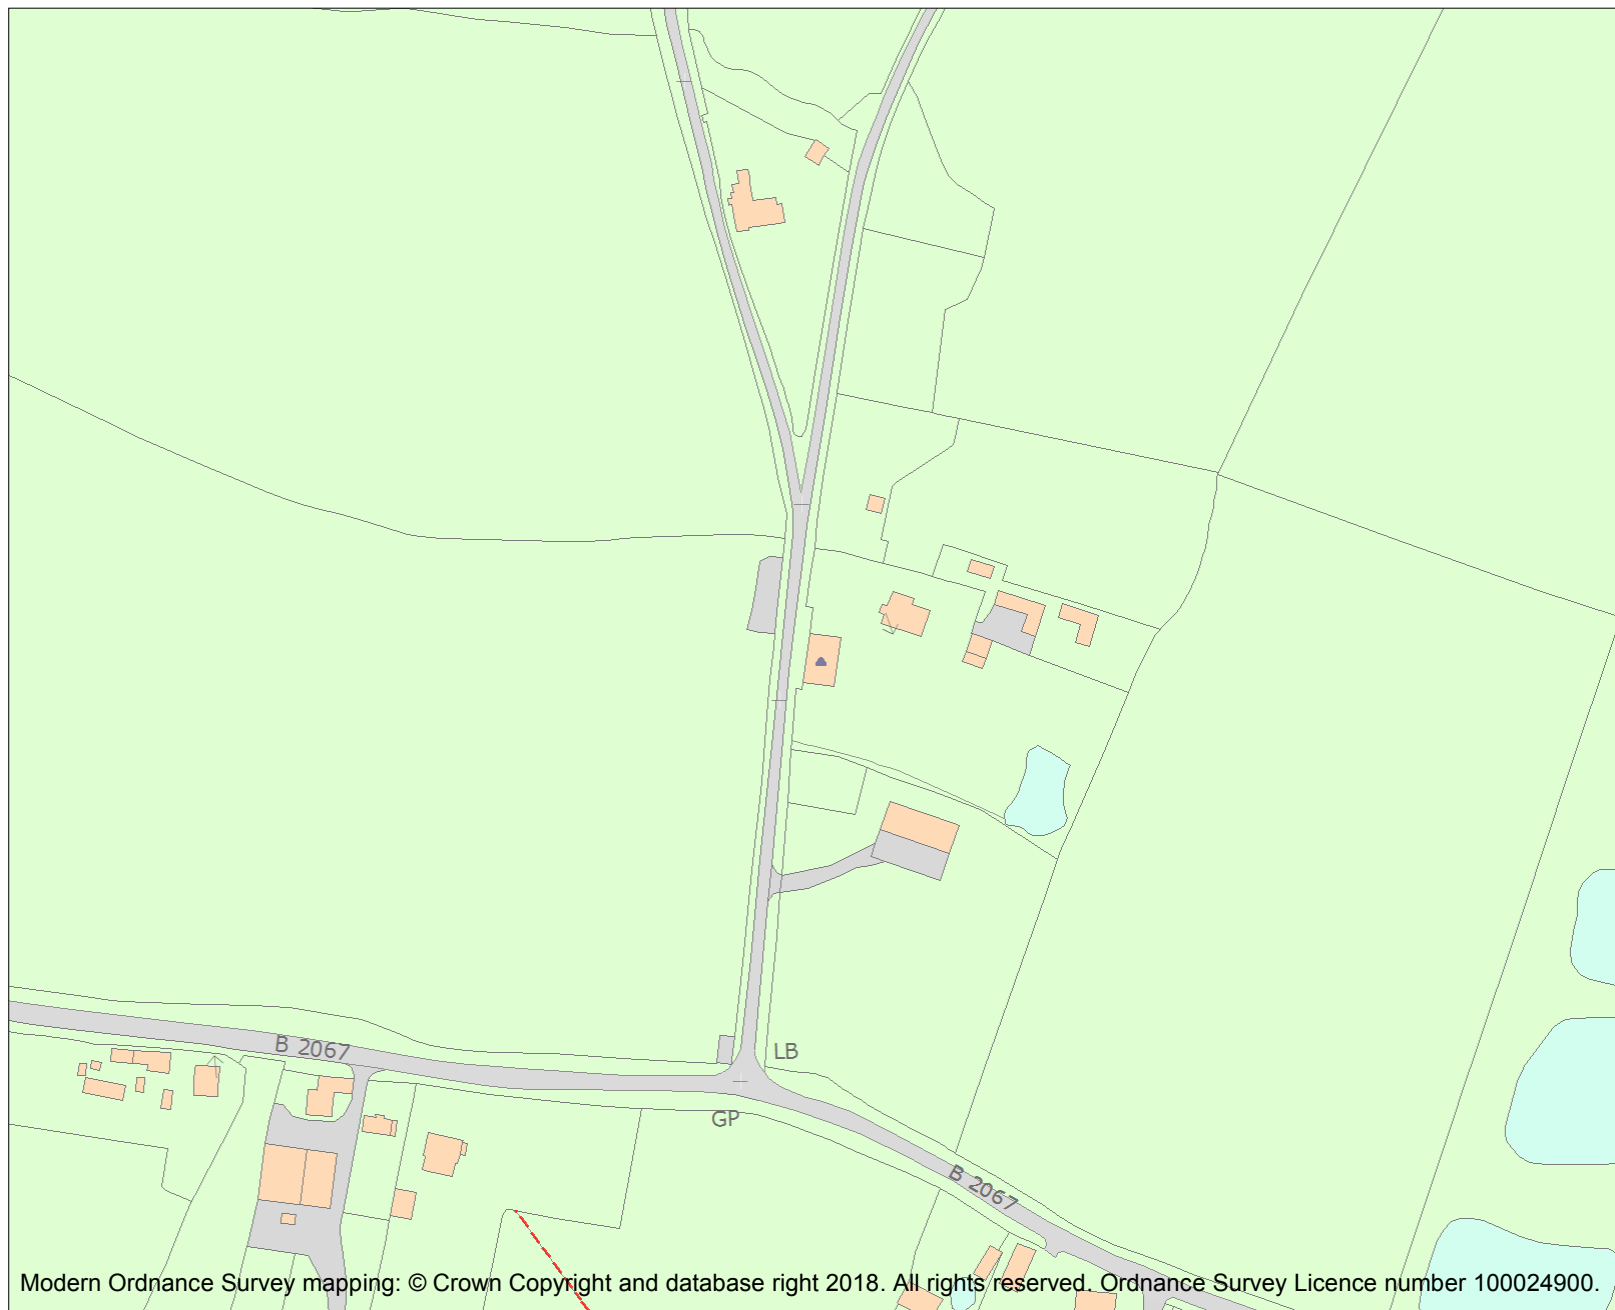 B 2067
LB
GP
B 2067
Modern Ordnance Survey mapping: © Crown Copyright and database right 2018. All rights reserved. Ordnance Survey Licence number 100024900.